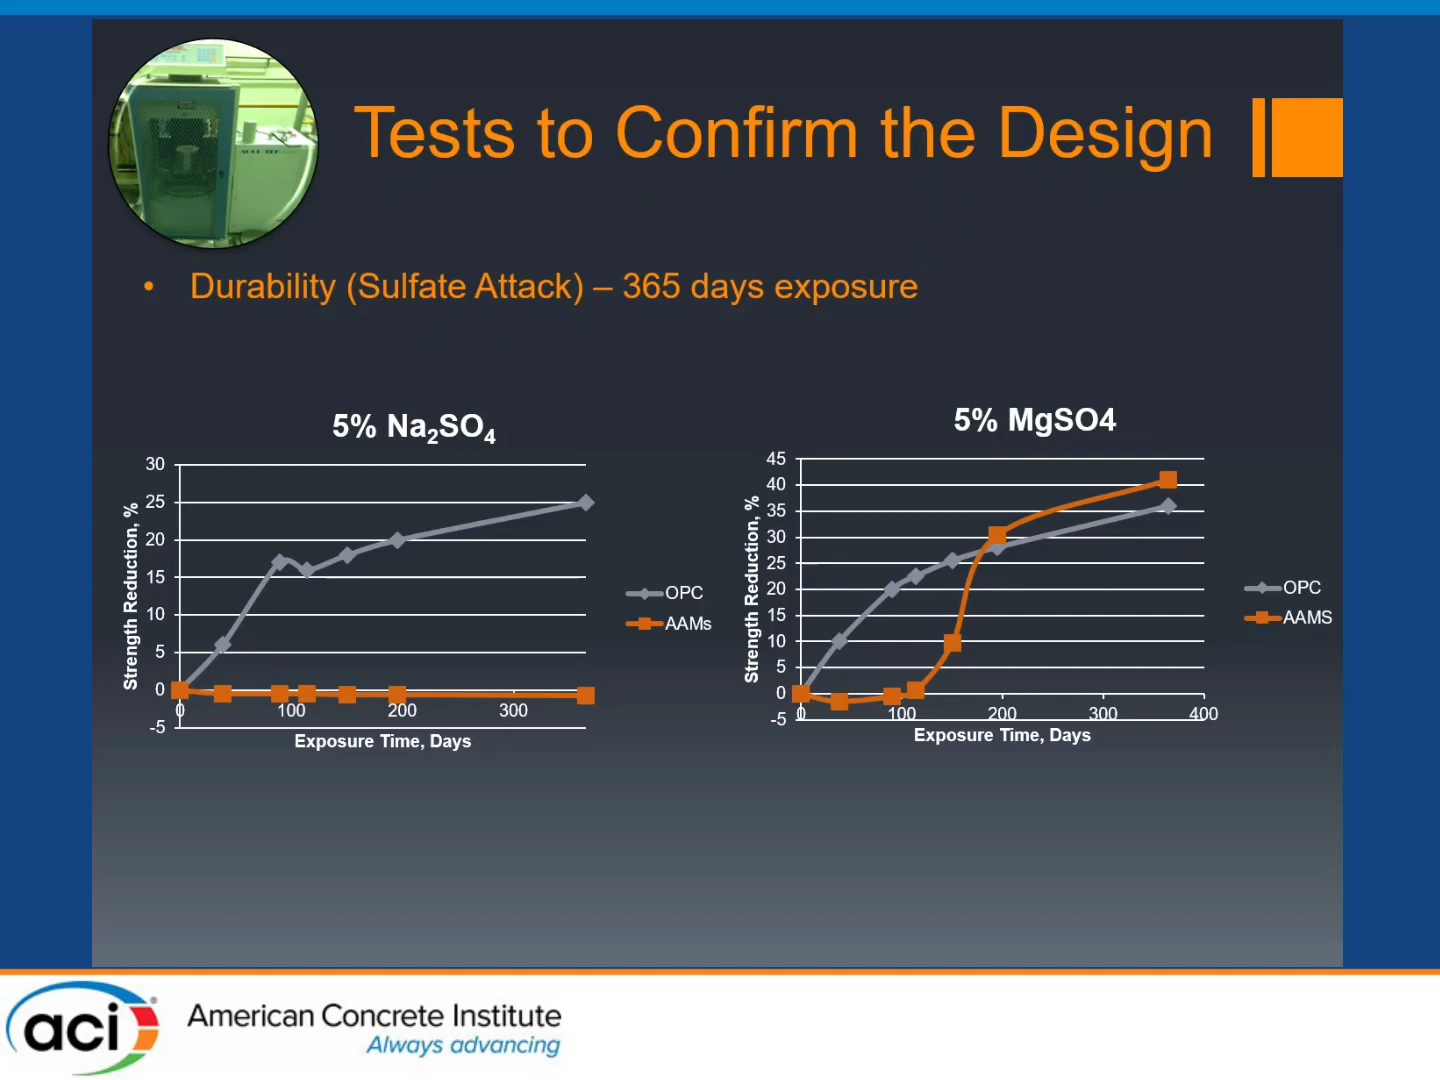 Tests to Confirm the Design
• Durability (Sulfate Attack) – 365 days exposure
5% Na₂SO₄
30
25
20
15
10
5
0
-5
Strength Reduction, %
0 100 200 300
Exposure Time, Days
OPC
AAMs
5% MgSO4
45
40
35
30
25
20
15
10
5
0
-5
Strength Reduction, %
0 100 200 300 400
Exposure Time, Days
OPC
AAMS
aci®
American Concrete Institute
Always advancing